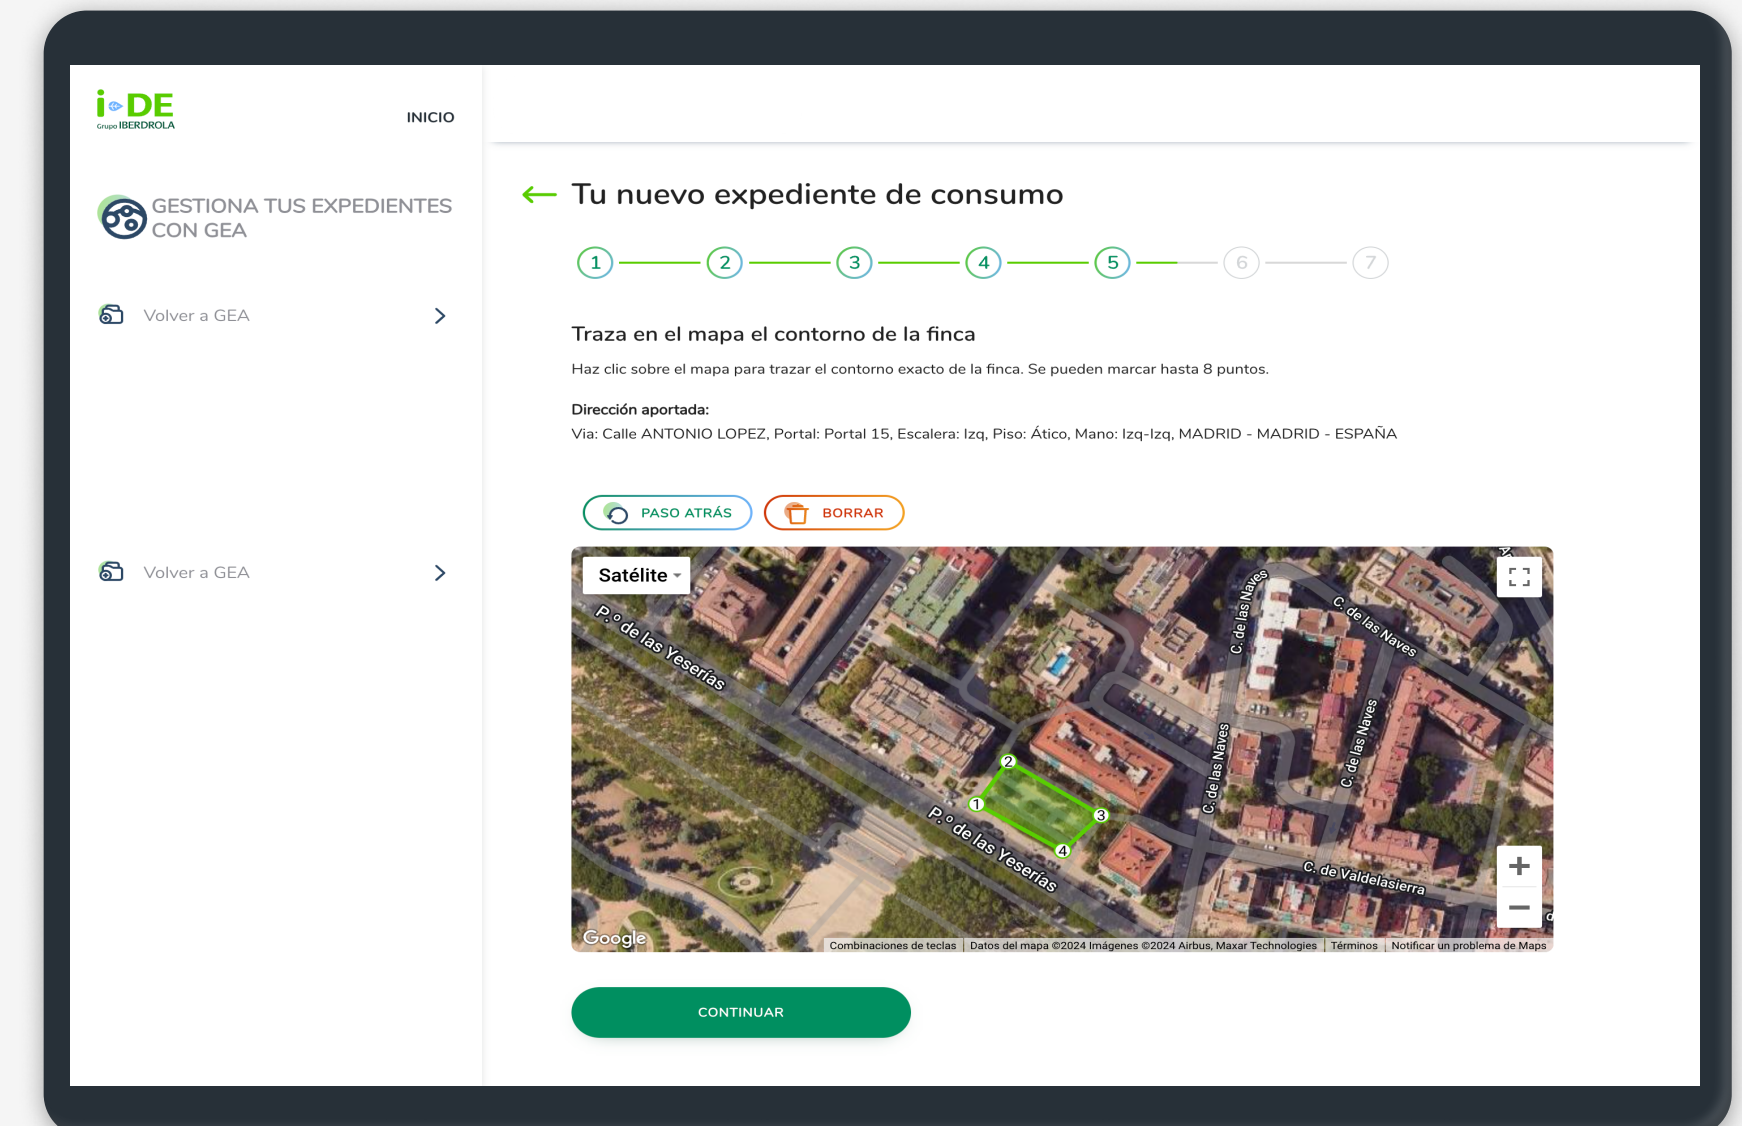 i-DE
Grupo IBERDROLA
INICIO
GESTIONA TUS EXPEDIENTES
CON GEA
Volver a GEA
Volver a GEA
Tu nuevo expediente de consumo
1 2 3 4 5 6 7
Traza en el mapa el contorno de la finca
Haz clic sobre el mapa para trazar el contorno exacto de la finca. Se pueden marcar hasta 8 puntos.
Dirección aportada:
Via: Calle ANTONIO LOPEZ, Portal: Portal 15, Escalera: Izq, Piso: Ático, Mano: Izq-Izq, MADRID - MADRID - ESPAÑA
PASO ATRÁS
BORRAR
Satélite
P.º de las Yeserías
C. de las Naves
C. de las Naves
C. de las Naves
C. de las Naves
2
1
3
4
P.º de las Yeserías
C. de Valdelasierra
Google
Combinaciones de teclas
Datos del mapa ©2024 Imágenes ©2024 Airbus, Maxar Technologies
Términos
Notificar un problema de Maps
CONTINUAR